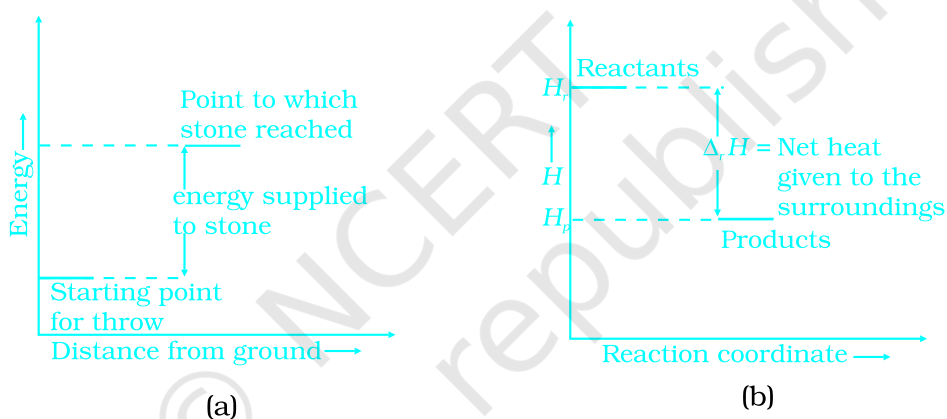 Energy
Point to which
stone reached
energy supplied
to stone
Starting point
for throw
Distance from ground
(a)
Reactants
Hr
H
ΔrH = Net heat
given to the
surroundings
Hp
Products
Reaction coordinate
(b)
© NCERT
republish